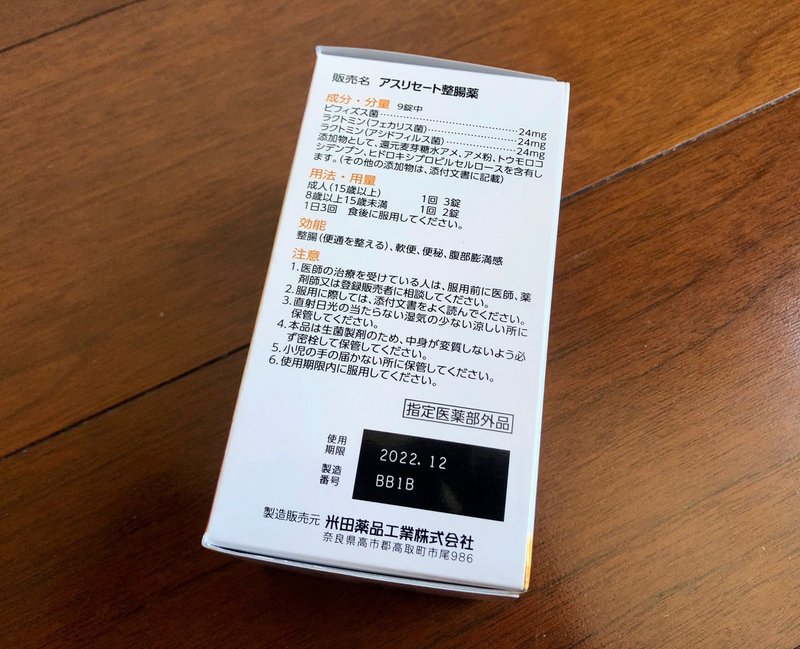 販売名 アスリセート整腸薬
成分・分量 9錠中
ビフィズス菌……………………………24mg
ラクトミン(フェカリス菌)……………24mg
ラクトミン(アシドフィルス菌)………24mg
添加物として、還元麦芽糖水アメ、アメ粉、トウモロコ
シデンプン、ヒドロキシプロピルセルロースを含有し
ます。(その他の添加物は、添付文書に記載)
用法・用量
成人(15歳以上) 1回 3錠
8歳以上15歳未満 1回 2錠
1日3回 食後に服用してください。
効能
整腸(便通を整える)、軟便、便秘、腹部膨満感
注意
1.医師の治療を受けている人は、服用前に医師、薬
剤師又は登録販売者に相談してください。
2.服用に際しては、添付文書をよく読んでください。
3.直射日光の当たらない湿気の少ない涼しい所に
保管してください。
4.本品は生菌製剤のため、中身が変質しないよう必
ず密栓して保管してください。
5.小児の手の届かない所に保管してください。
6.使用期限内に服用してください。
指定医薬部外品
使用
期限 2022.12
製造
番号 BB1B
製造販売元 米田薬品工業株式会社
奈良県高市郡高取町市尾986